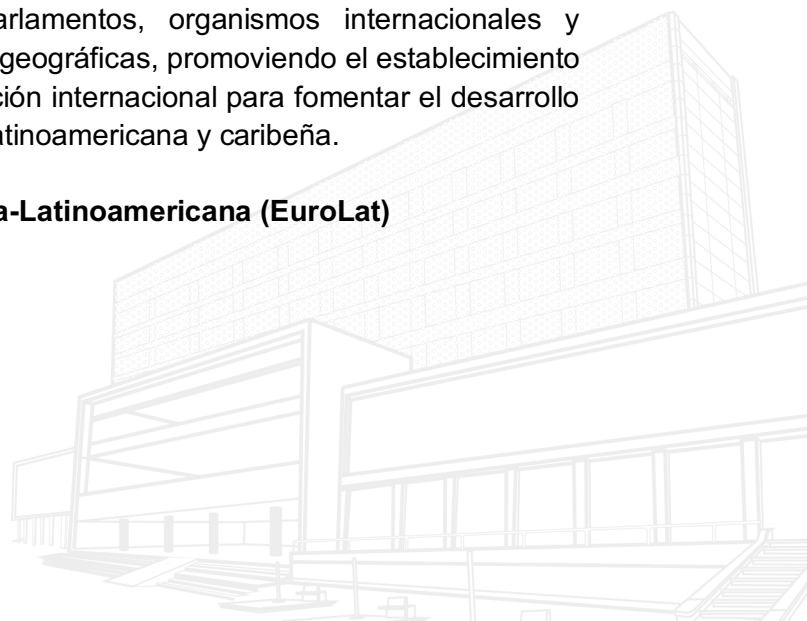 arlamentos, organismos internacionales y
geográficas, promoviendo el establecimiento
ción internacional para fomentar el desarrollo
atinoamericana y caribeña.
a-Latinoamericana (EuroLat)